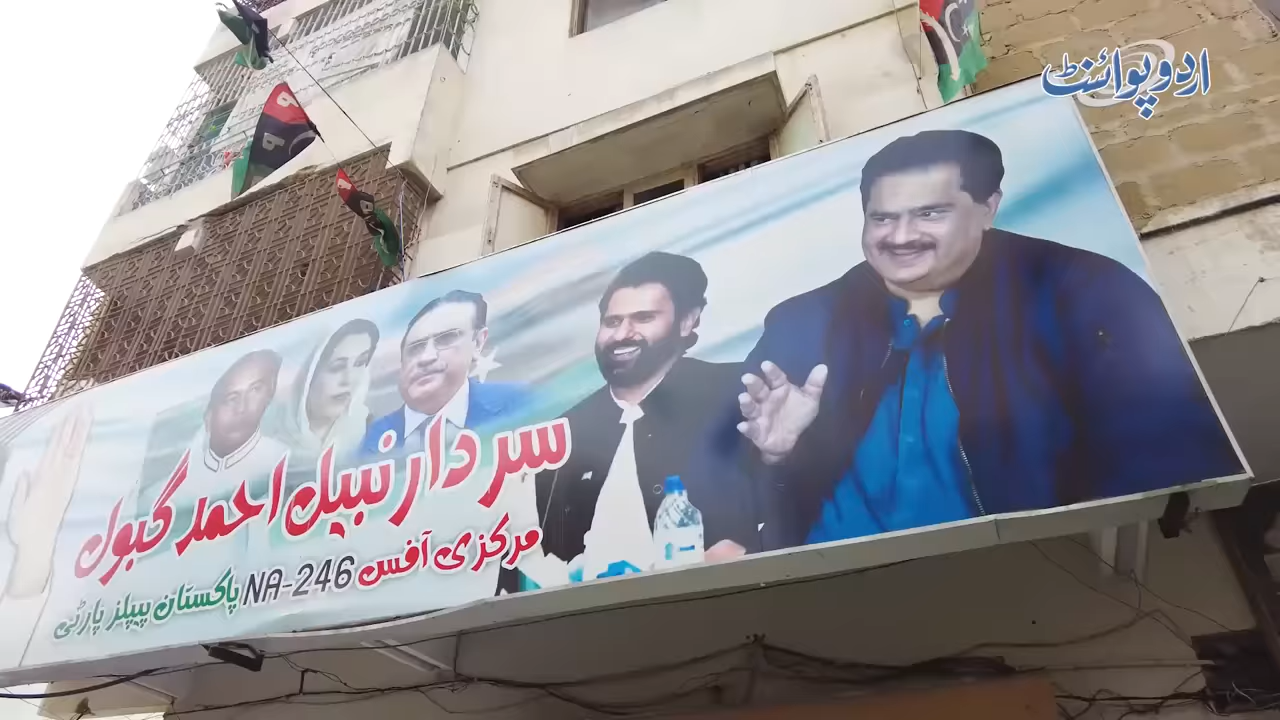 اردو پوائنٹ
سردار نبیل احمد گبول
مرکزی آفس NA-246 پاکستان پیپلز پارٹی